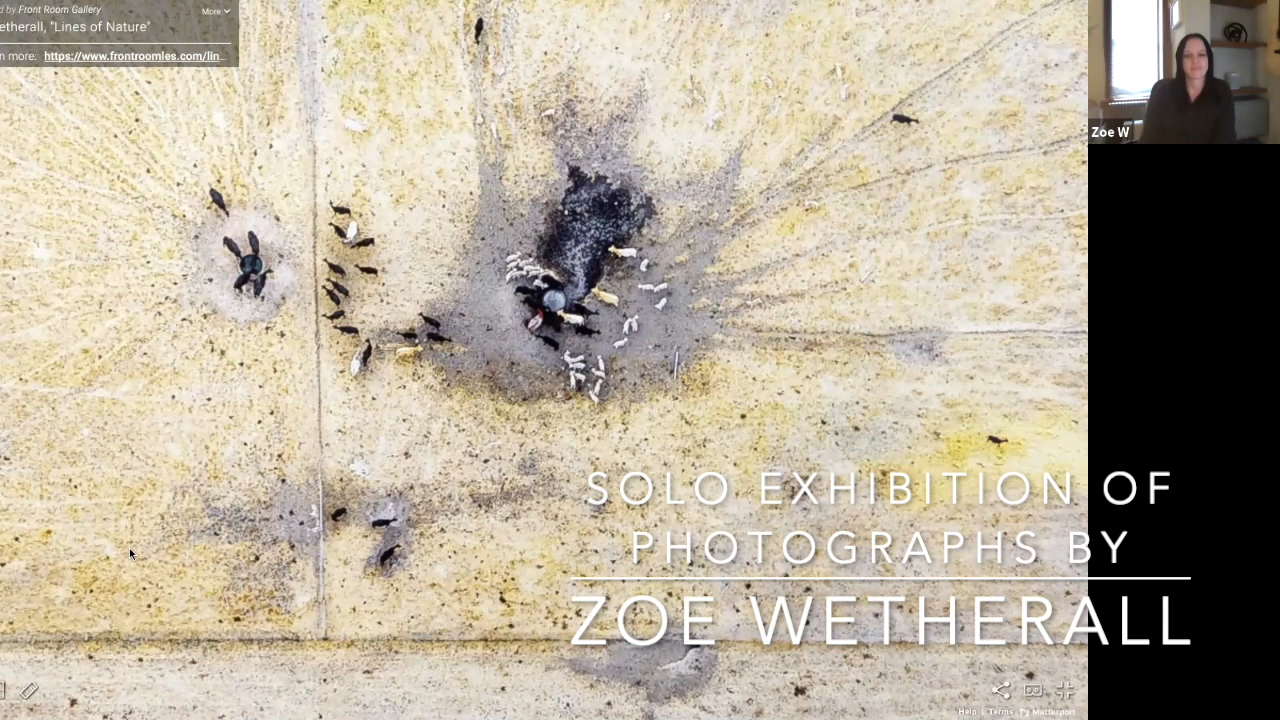 d by Front Room Gallery
More
etherall, "Lines of Nature"
n more: https://www.frontroomles.com/lin...
Zoe W
SOLO EXHIBITION OF
PHOTOGRAPHS BY
ZOE WETHERALL
Help | Terms | By Matterport